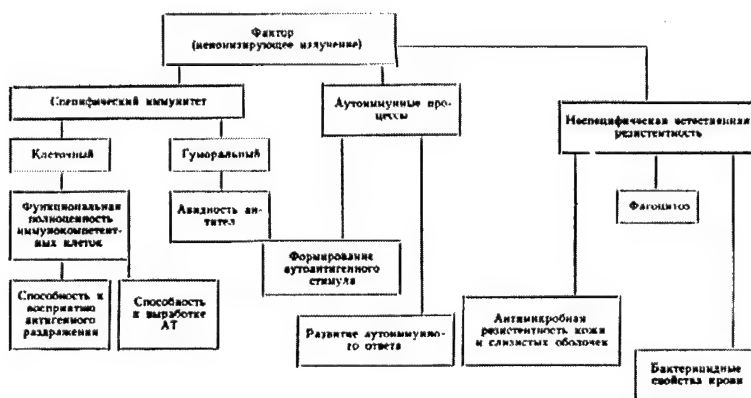 Фактор
(неионизирующее излучение)
Специфический иммунитет
Аутоиммунные про-
цессы
Неспецифическая естественная
резистентность
Клеточный
Гуморальный
Функциональная
полноценность
иммунокомпетент-
ных клеток
Авидность ан-
тител
Фагоцитоз
Формирование
аутоантигенного
стимула
Способность к
восприятию
антигенного
раздражения
Способность
к выработке
АТ
Развитие аутоиммунно-
го ответа
Антимикробная
резистентность кожи
и слизистых оболочек
Бактерицидные
свойства крови